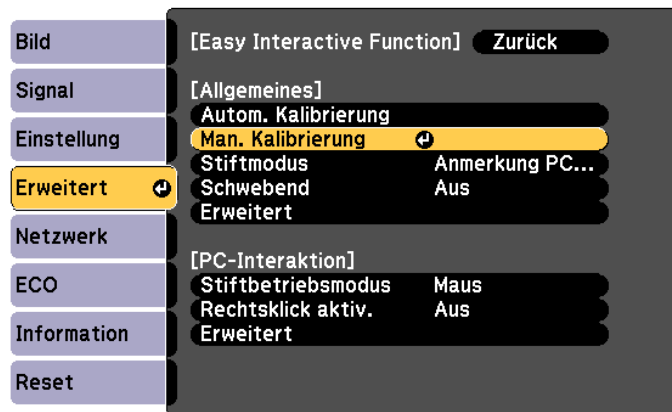 Bild
Signal
Einstellung
Erweitert
Netzwerk
ECO
Information
Reset
[Easy Interactive Function] Zurück
[Allgemeines]
Autom. Kalibrierung
Man. Kalibrierung
Stiftmodus Anmerkung PC...
Schwebend Aus
Erweitert
[PC-Interaktion]
Stiftbetriebsmodus Maus
Rechtsklick aktiv. Aus
Erweitert